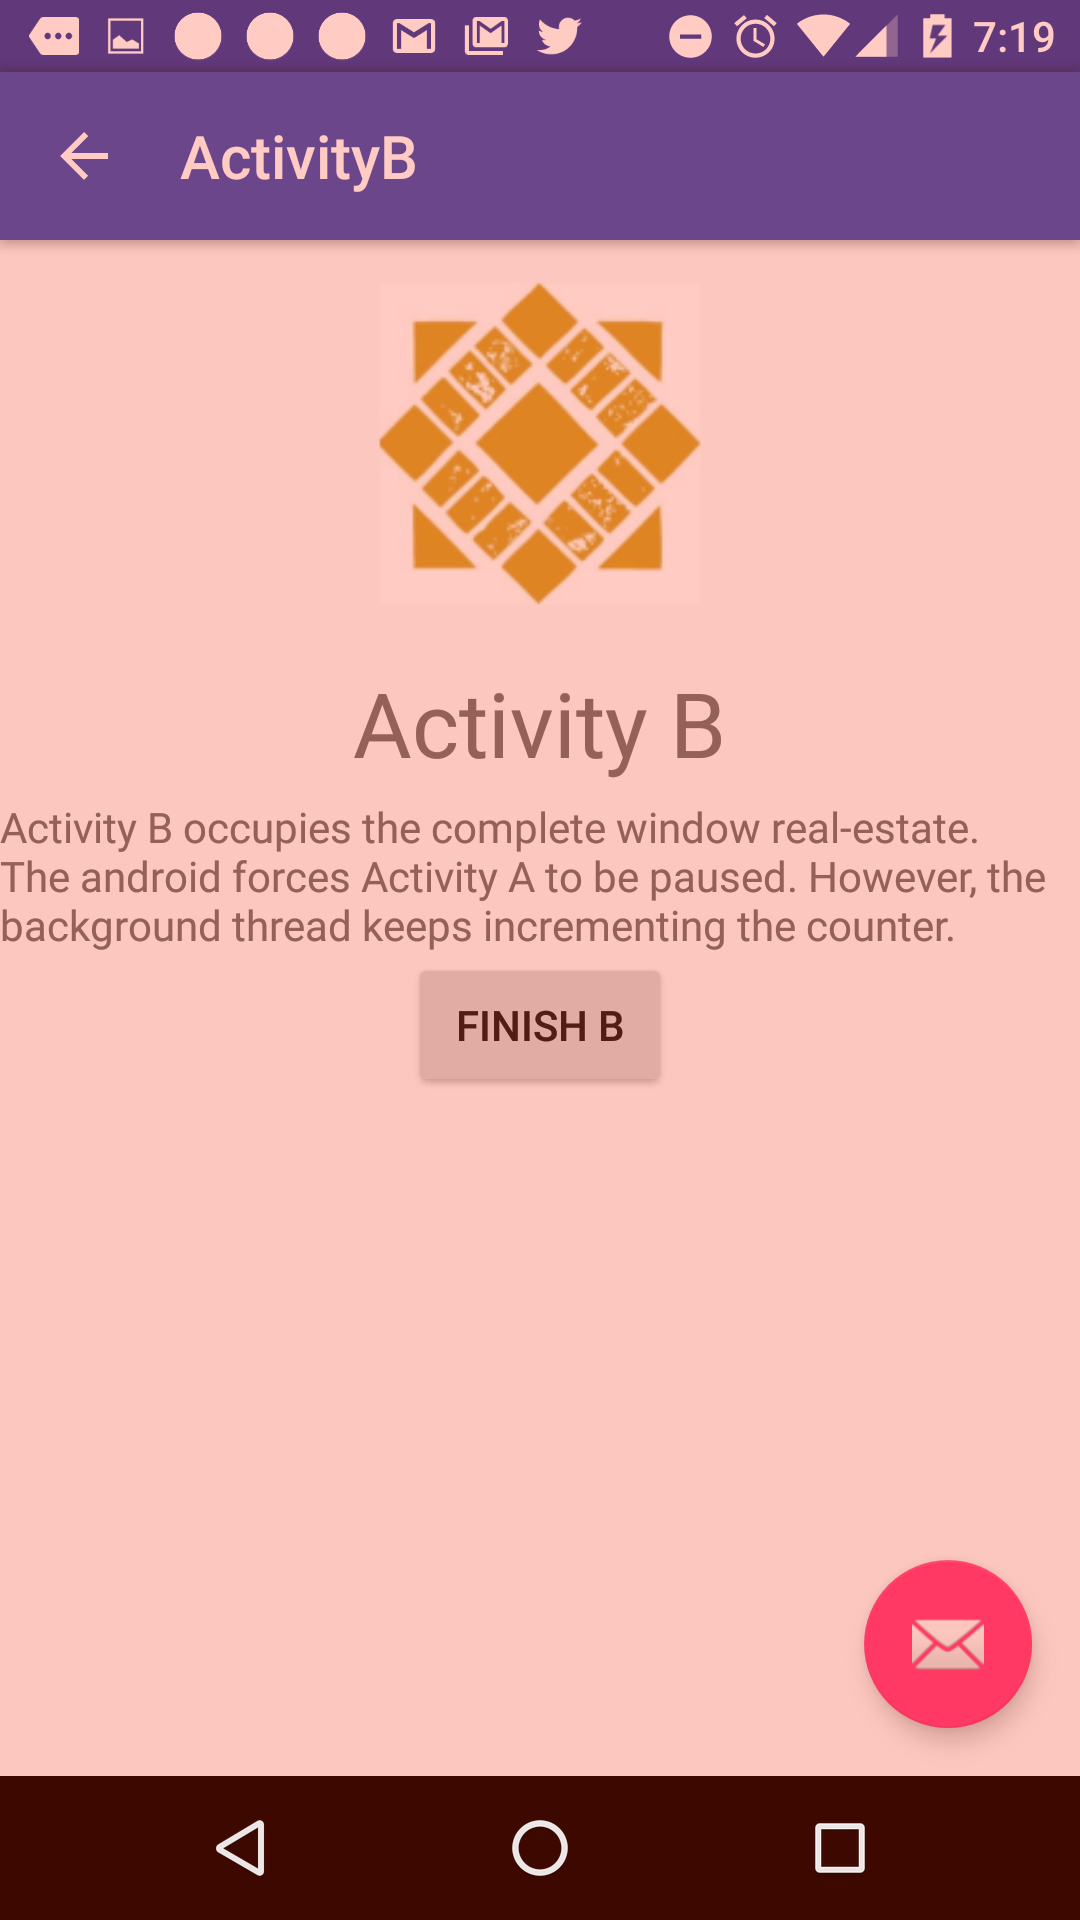 7:19
ActivityB
Activity B
Activity B occupies the complete window real-estate.
The android forces Activity A to be paused. However, the
background thread keeps incrementing the counter.
FINISH B